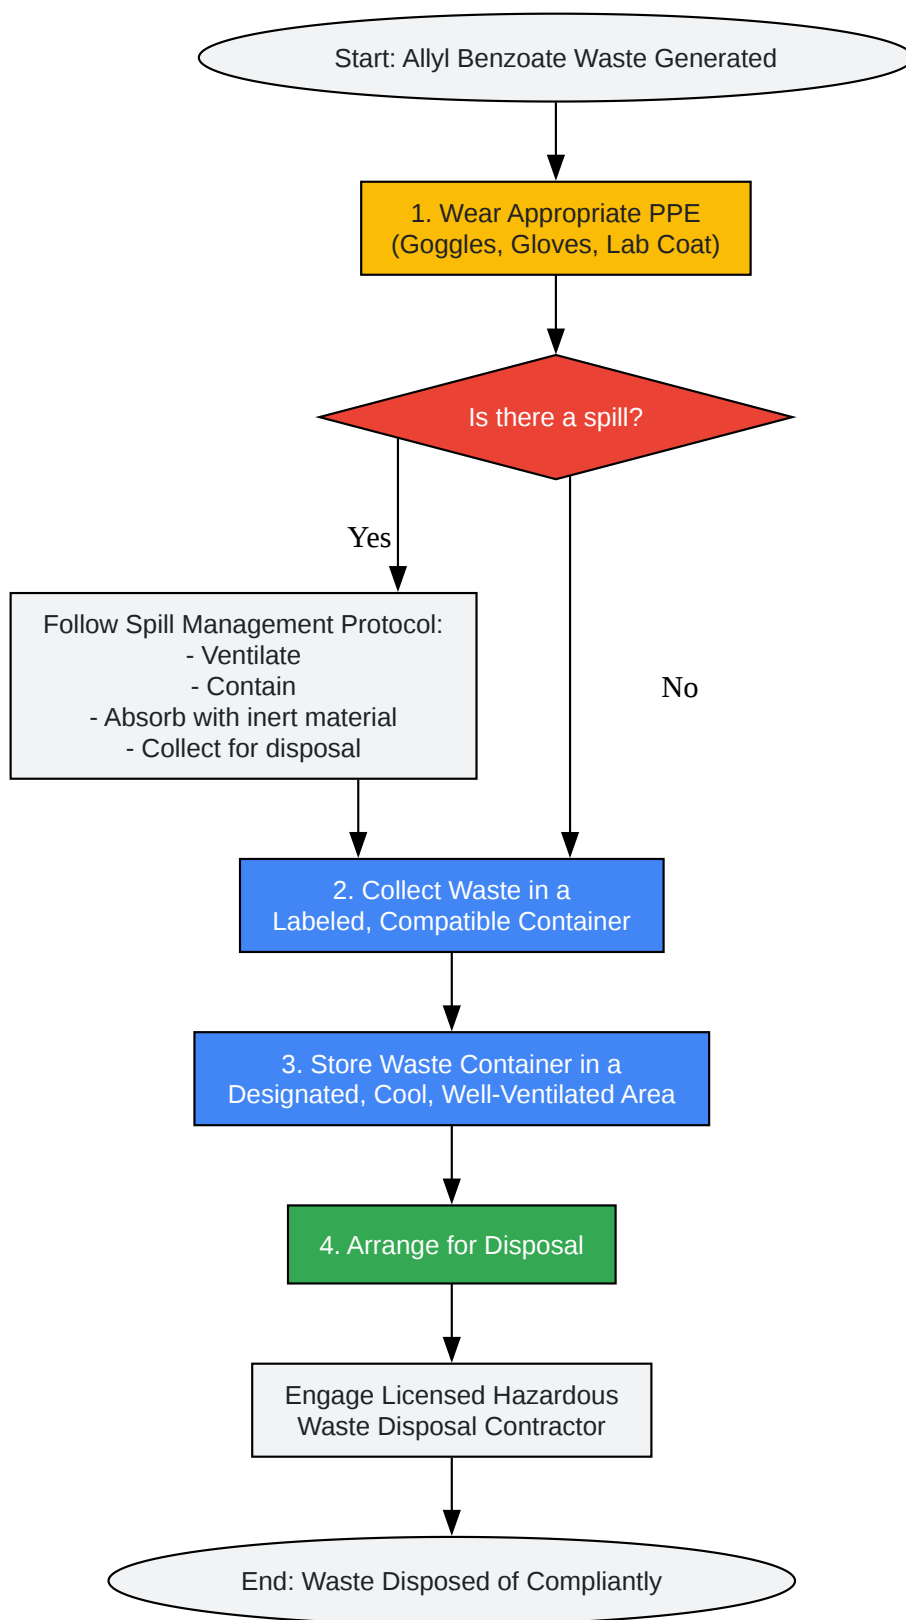 Start: Allyl Benzoate Waste Generated
1. Wear Appropriate PPE
(Goggles, Gloves, Lab Coat)
Is there a spill?
Yes
Follow Spill Management Protocol:
- Ventilate
- Contain
- Absorb with inert material
- Collect for disposal
No
2. Collect Waste in a
Labeled, Compatible Container
3. Store Waste Container in a
Designated, Cool, Well-Ventilated Area
4. Arrange for Disposal
Engage Licensed Hazardous
Waste Disposal Contractor
End: Waste Disposed of Compliantly